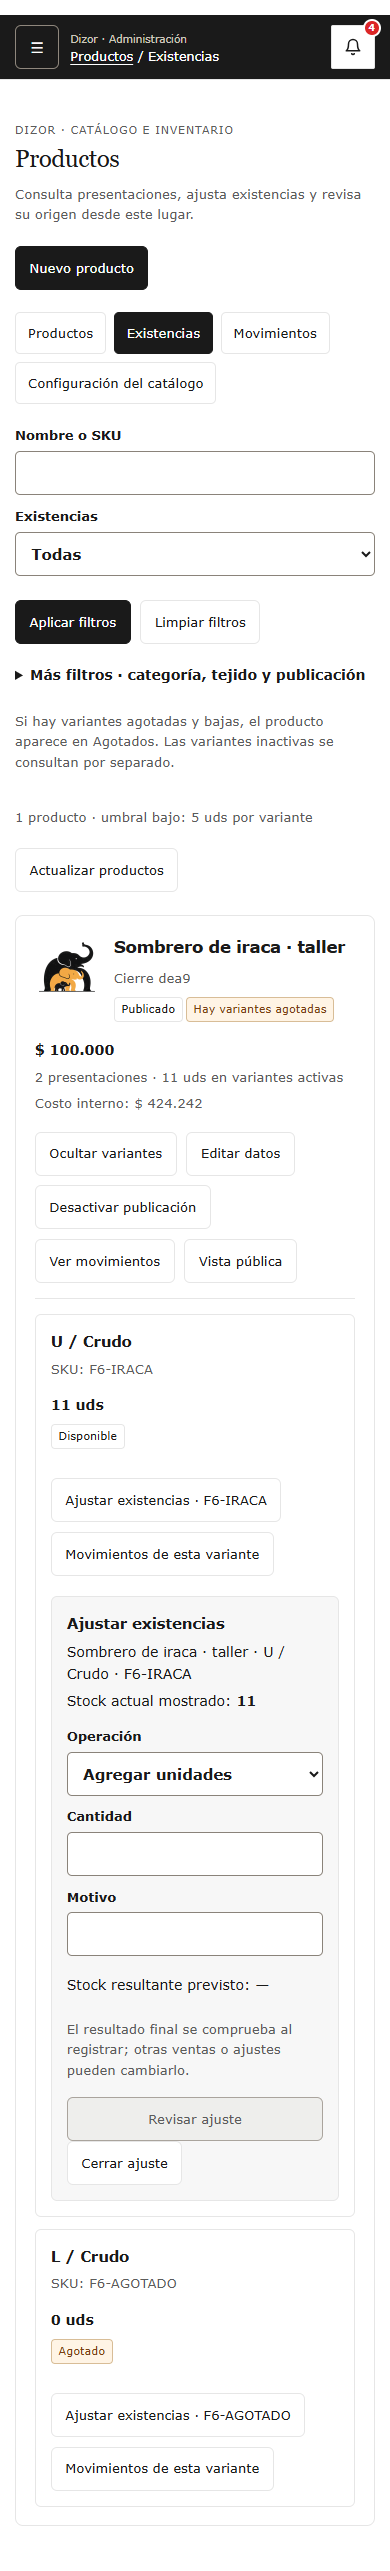 Dizor · Administración
Productos / Existencias
4
DIZOR · CATÁLOGO E INVENTARIO
Productos
Consulta presentaciones, ajusta existencias y revisa
su origen desde este lugar.
Nuevo producto
Productos
Existencias
Movimientos
Configuración del catálogo
Nombre o SKU
Existencias
Todas
Aplicar filtros
Limpiar filtros
Más filtros · categoría, tejido y publicación
Si hay variantes agotadas y bajas, el producto
aparece en Agotados. Las variantes inactivas se
consultan por separado.
1 producto · umbral bajo: 5 uds por variante
Actualizar productos
Sombrero de iraca · taller
Cierre dea9
Publicado
Hay variantes agotadas
$ 100.000
2 presentaciones · 11 uds en variantes activas
Costo interno: $ 424.242
Ocultar variantes
Editar datos
Desactivar publicación
Ver movimientos
Vista pública
U / Crudo
SKU: F6-IRACA
11 uds
Disponible
Ajustar existencias · F6-IRACA
Movimientos de esta variante
Ajustar existencias
Sombrero de iraca · taller · U /
Crudo · F6-IRACA
Stock actual mostrado: 11
Operación
Agregar unidades
Cantidad
Motivo
Stock resultante previsto: —
El resultado final se comprueba al
registrar; otras ventas o ajustes
pueden cambiarlo.
Revisar ajuste
Cerrar ajuste
L / Crudo
SKU: F6-AGOTADO
0 uds
Agotado
Ajustar existencias · F6-AGOTADO
Movimientos de esta variante